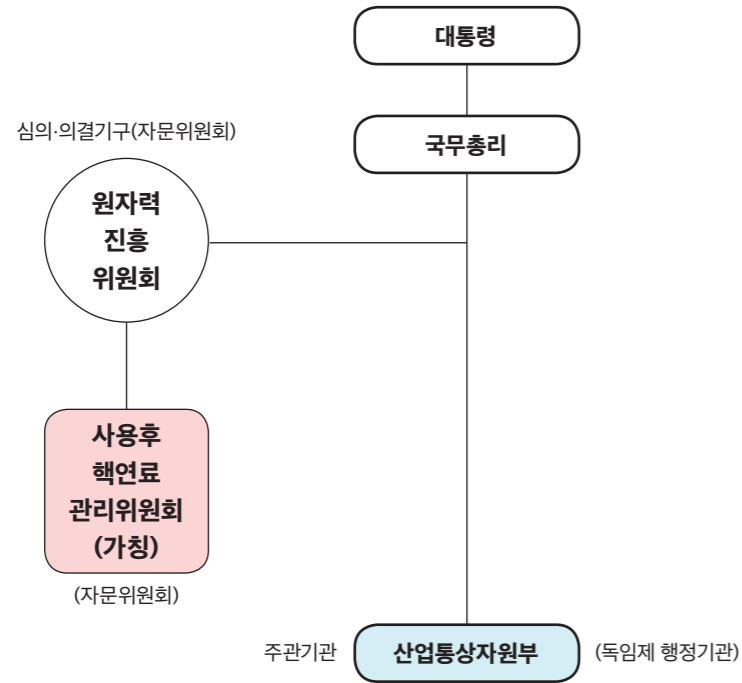 대통령
국무총리
심의·의결기구(자문위원회)
원자력
진흥
위원회
사용후
핵연료
관리위원회
(가칭)
(자문위원회)
주관기관
산업통상자원부
(독임제 행정기관)